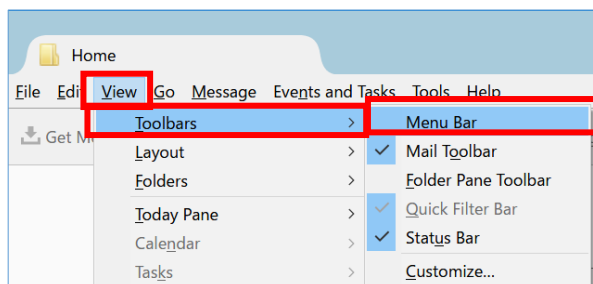 Home
File Edit View Go Message Events and Tasks Tools Help
Get M
Toolbars
Layout
Folders
Today Pane
Calendar
Tasks
Menu Bar
Mail Toolbar
Folder Pane Toolbar
Quick Filter Bar
Status Bar
Customize...